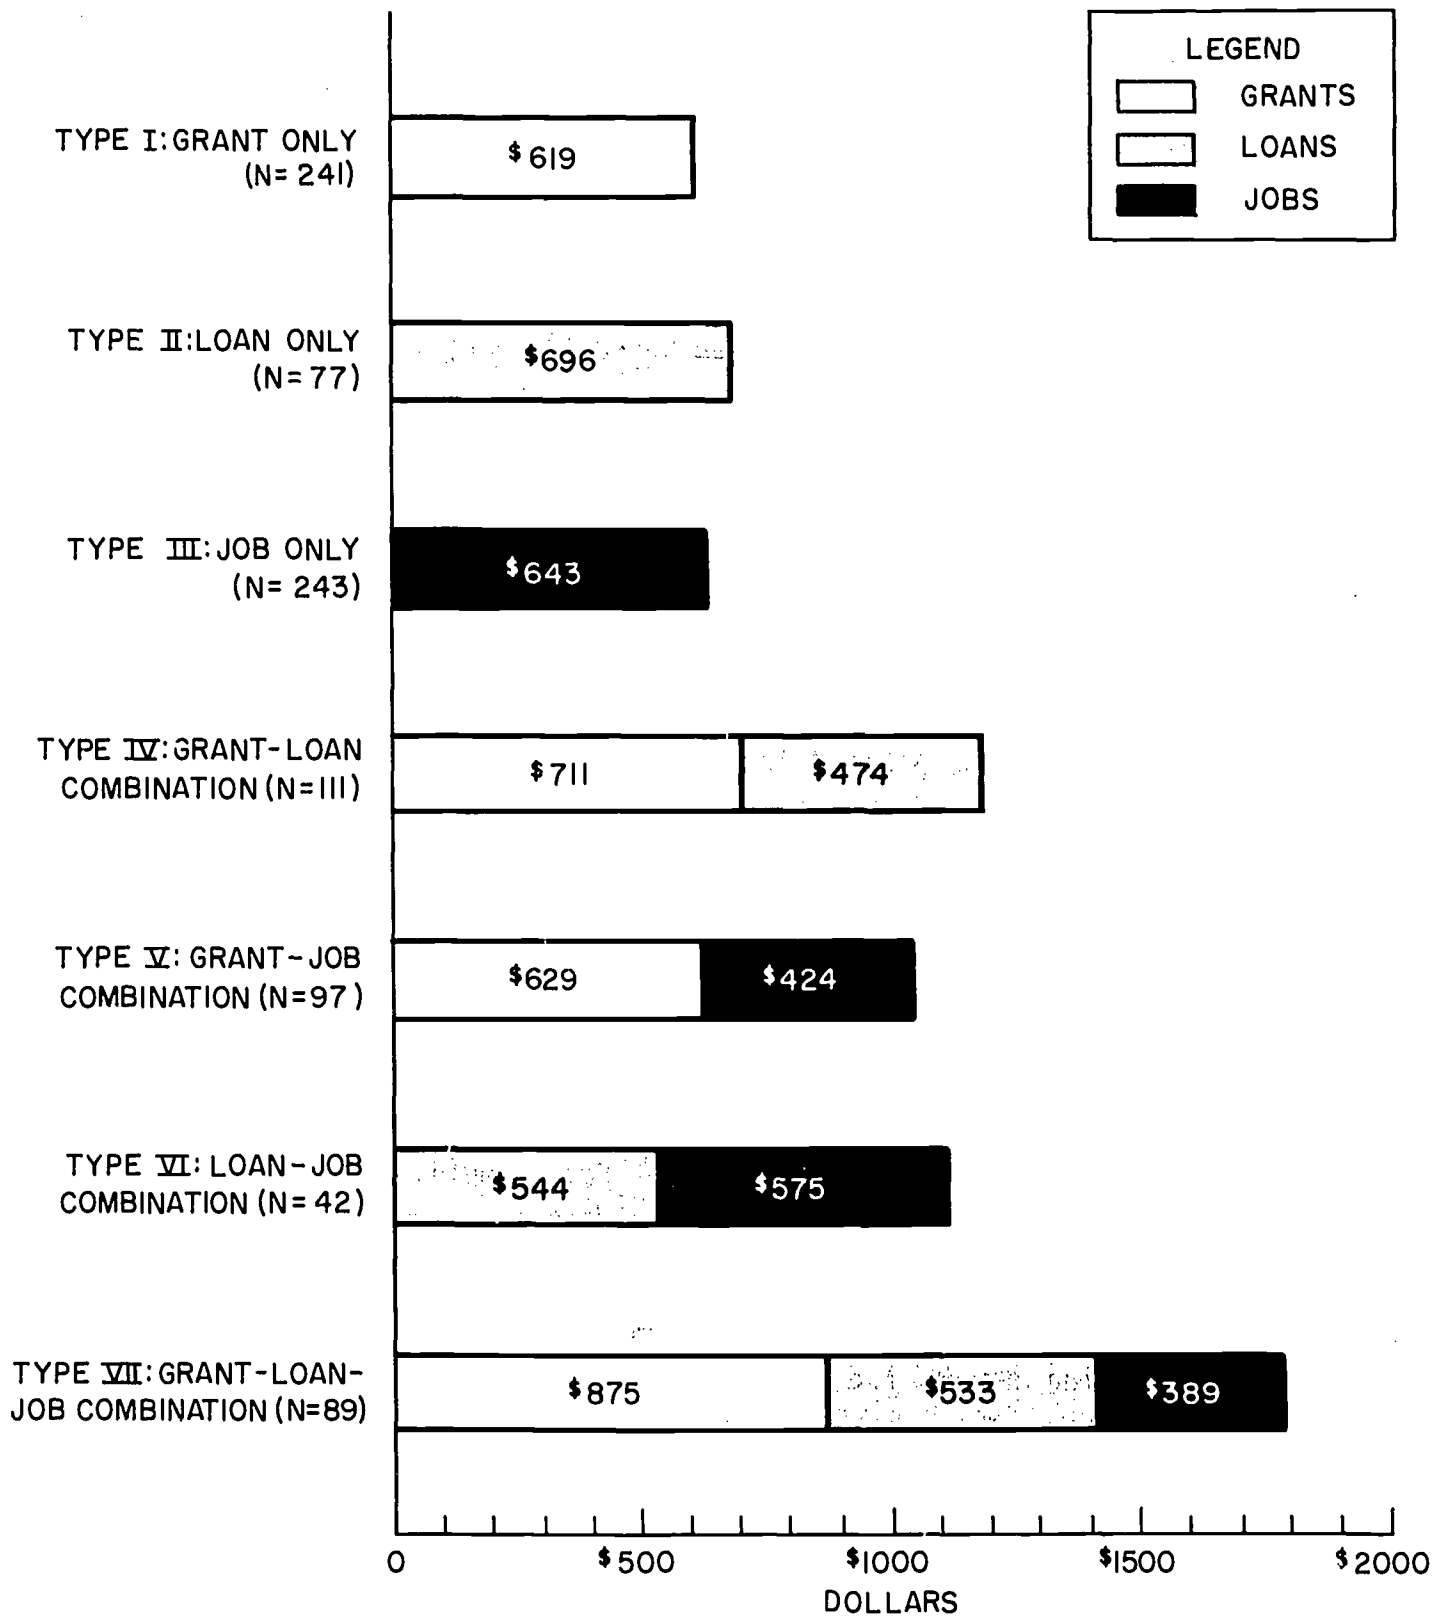 LEGEND
GRANTS
LOANS
JOBS
TYPE I: GRANT ONLY
(N= 241)
$619
TYPE II: LOAN ONLY
(N= 77)
$696
TYPE III: JOB ONLY
(N= 243)
$643
TYPE IV: GRANT-LOAN
COMBINATION (N=111)
$711
$474
TYPE V: GRANT-JOB
COMBINATION (N=97)
$629
$424
TYPE VI: LOAN-JOB
COMBINATION (N= 42)
$544
$575
TYPE VII: GRANT-LOAN-
JOB COMBINATION (N=89)
$875
$533
$389
0 $500 $1000 $1500 $2000
DOLLARS